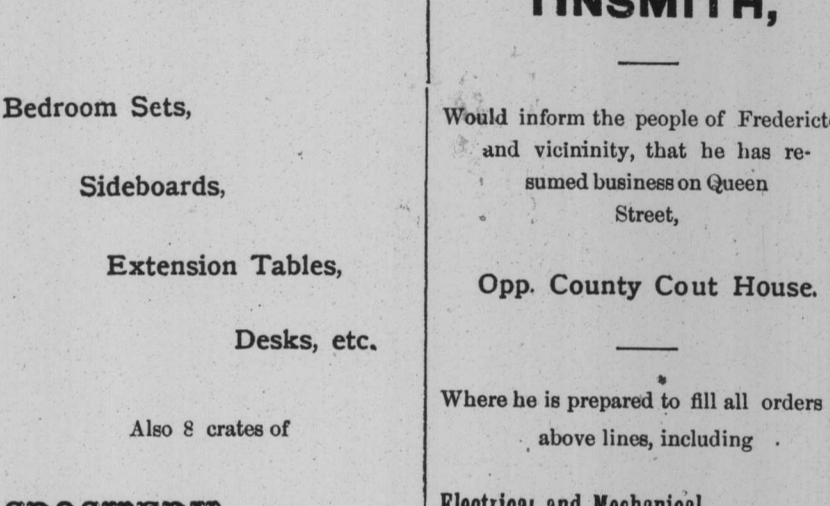 Bedroom Sets,
Sideboards,
Extension Tables,
Desks, etc.
Also 8 crates of
TINSMITH,
Would inform the people of Frederict
and vicininity, that he has re-
sumed business on Queen
Street,
Opp. County Cout House.
Where he is prepared to fill all orders
above lines, including
and Mechanical